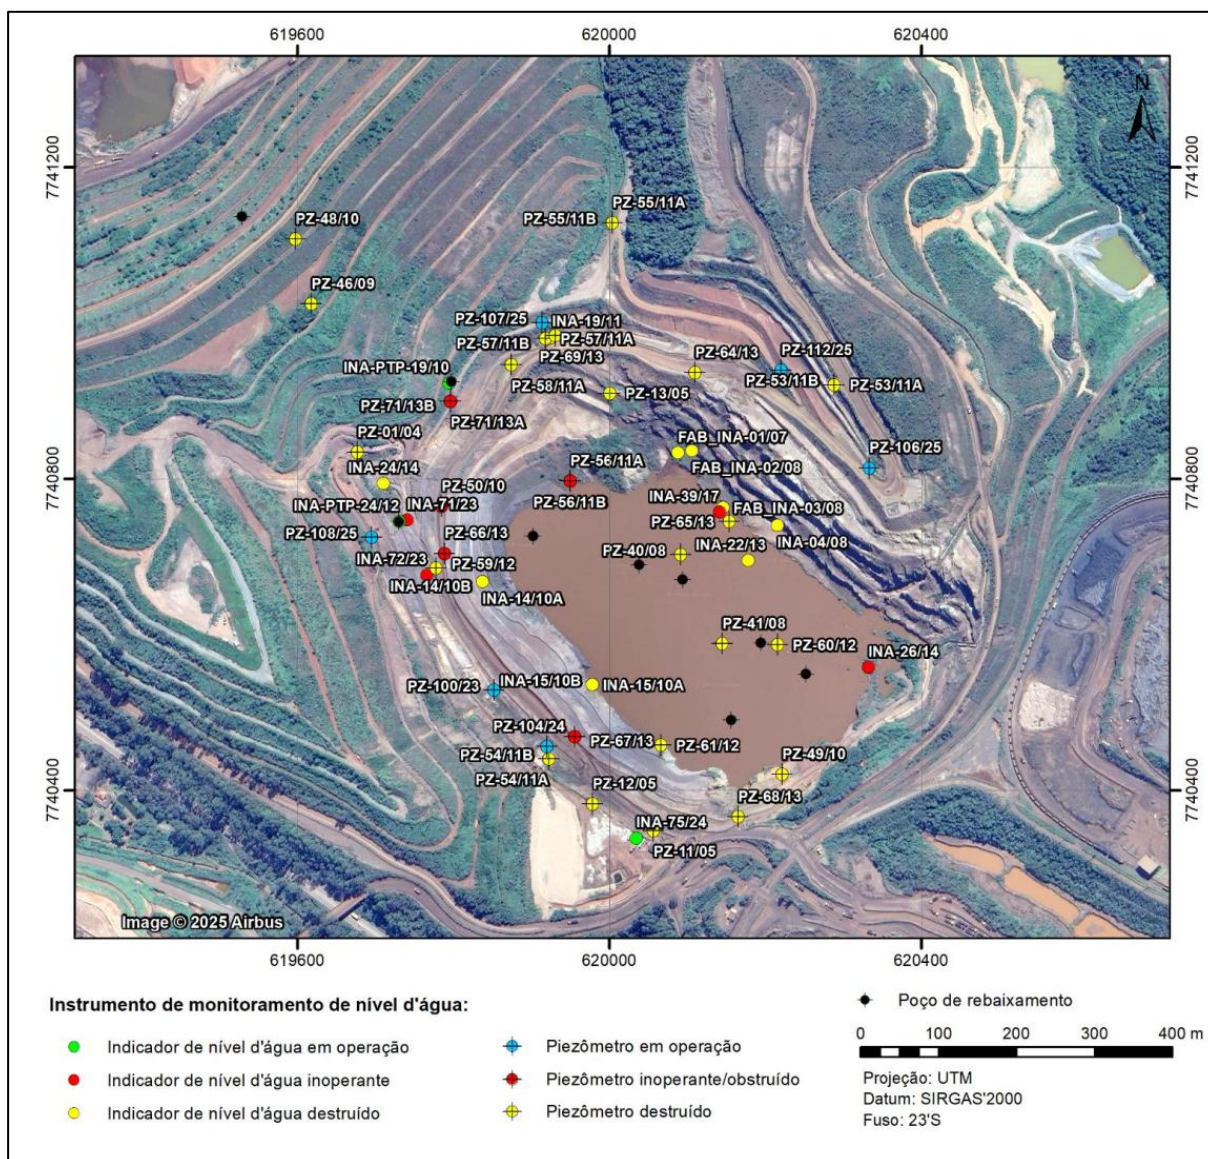 619600
620000
620400
7741200
7741200
N
PZ-48/10
PZ-55/11B
PZ-55/11A
PZ-46/09
PZ-107/25
INA-19/11
PZ-57/11B
PZ-57/11A
PZ-69/13
PZ-64/13
PZ-112/25
INA-PTP-19/10
PZ-58/11A
PZ-53/11B
PZ-53/11A
PZ-13/05
PZ-71/13B
PZ-71/13A
PZ-01/04
FAB_INA-01/07
INA-24/14
PZ-56/11A
FAB_INA-02/08
PZ-106/25
7740800
7740800
PZ-50/10
PZ-56/11B
INA-39/17
INA-PTP-24/12
INA-71/23
FAB_INA-03/08
PZ-108/25
PZ-66/13
PZ-65/13
INA-04/08
INA-72/23
PZ-59/12
PZ-40/08
INA-22/13
INA-14/10B
INA-14/10A
PZ-41/08
PZ-60/12
INA-26/14
PZ-100/23
INA-15/10B
INA-15/10A
PZ-104/24
PZ-67/13
PZ-61/12
PZ-54/11B
PZ-49/10
PZ-54/11A
PZ-12/05
7740400
7740400
PZ-68/13
INA-75/24
PZ-11/05
Image © 2025 Airbus
619600
620000
620400
Instrumento de monitoramento de nível d'água:
Indicador de nível d'água em operação
Indicador de nível d'água inoperante
Indicador de nível d'água destruído
Piezômetro em operação
Piezômetro inoperante/obstruído
Piezômetro destruído
Poço de rebaixamento
0 50 100 200 300 400 m
Projeção: UTM
Datum: SIRGAS'2000
Fuso: 23'S